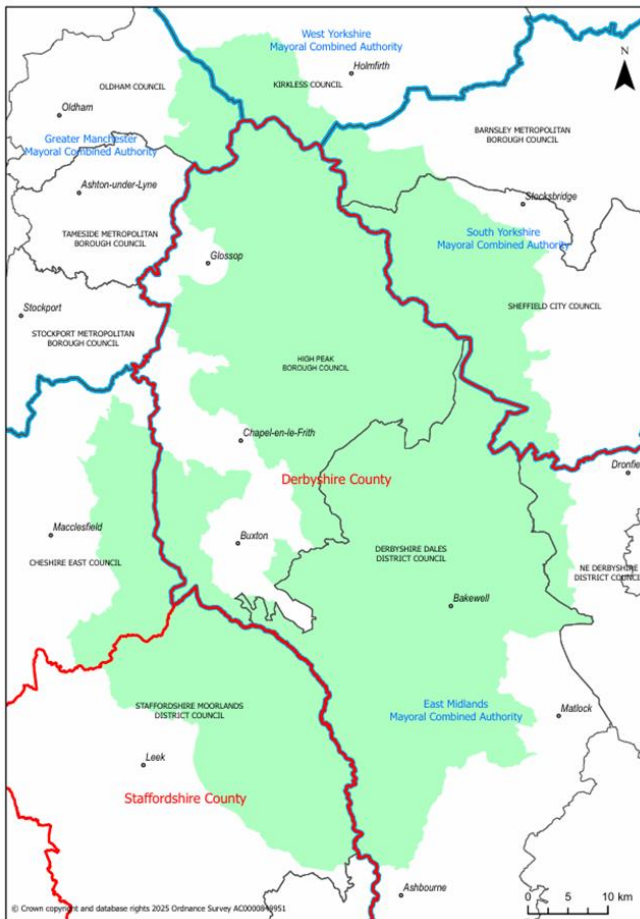 West Yorkshire
Mayoral Combined Authority
Holmfirth
OLDHAM COUNCIL
KIRKLESS COUNCIL
N
Oldham
Greater Manchester
Mayoral Combined Authority
BARNSLEY METROPOLITAN
BOROUGH COUNCIL
Ashton-under-Lyne
Stocksbridge
TAMESIDE METROPOLITAN
BOROUGH COUNCIL
South Yorkshire
Mayoral Combined Authority
Glossop
Stockport
SHEFFIELD CITY COUNCIL
STOCKPORT METROPOLITAN
BOROUGH COUNCIL
HIGH PEAK
BOROUGH COUNCIL
Chapel-en-le-Frith
Dronfie
Derbyshire County
Macclesfield
Buxton
DERBYSHIRE DALES
DISTRICT COUNCIL
CHESHIRE EAST COUNCIL
NE DERBYSHIRE
DISTRICT COUNCIL
Bakewell
East Midlands
Mayoral Combined Authority
STAFFORDSHIRE MOORLANDS
DISTRICT COUNCIL
Matlock
Leek
Staffordshire County
Ashbourne
© Crown copyright and database rights 2025 Ordnance Survey AC0000849951
0 5 10 km